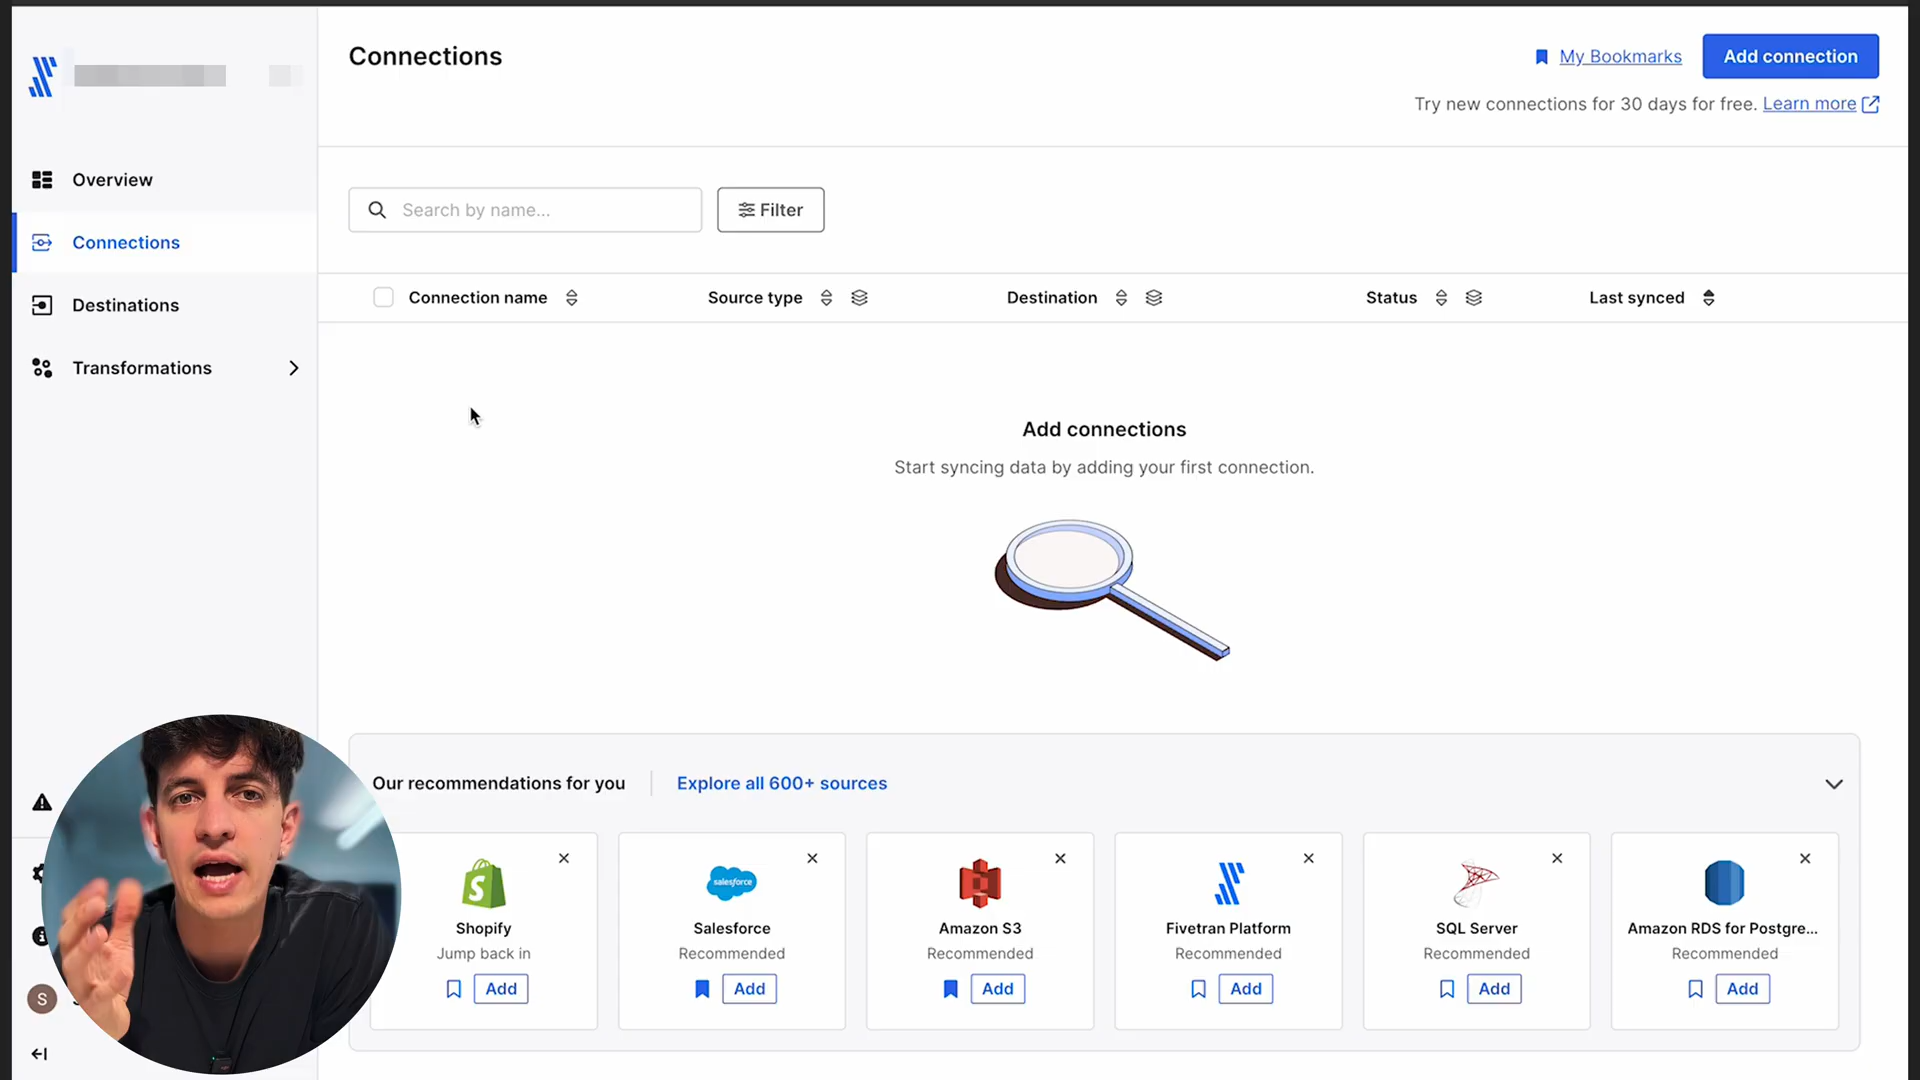 Connections
My Bookmarks
Add connection
Try new connections for 30 days for free. Learn more
Overview
Connections
Destinations
Transformations
Search by name...
Filter
Connection name
Source type
Destination
Status
Last synced
Add connections
Start syncing data by adding your first connection.
Our recommendations for you
Explore all 600+ sources
Shopify
Jump back in
Add
salesforce
Salesforce
Recommended
Add
Amazon S3
Recommended
Add
Fivetran Platform
Recommended
Add
SQL Server
Recommended
Add
Amazon RDS for Postgre...
Recommended
Add
S